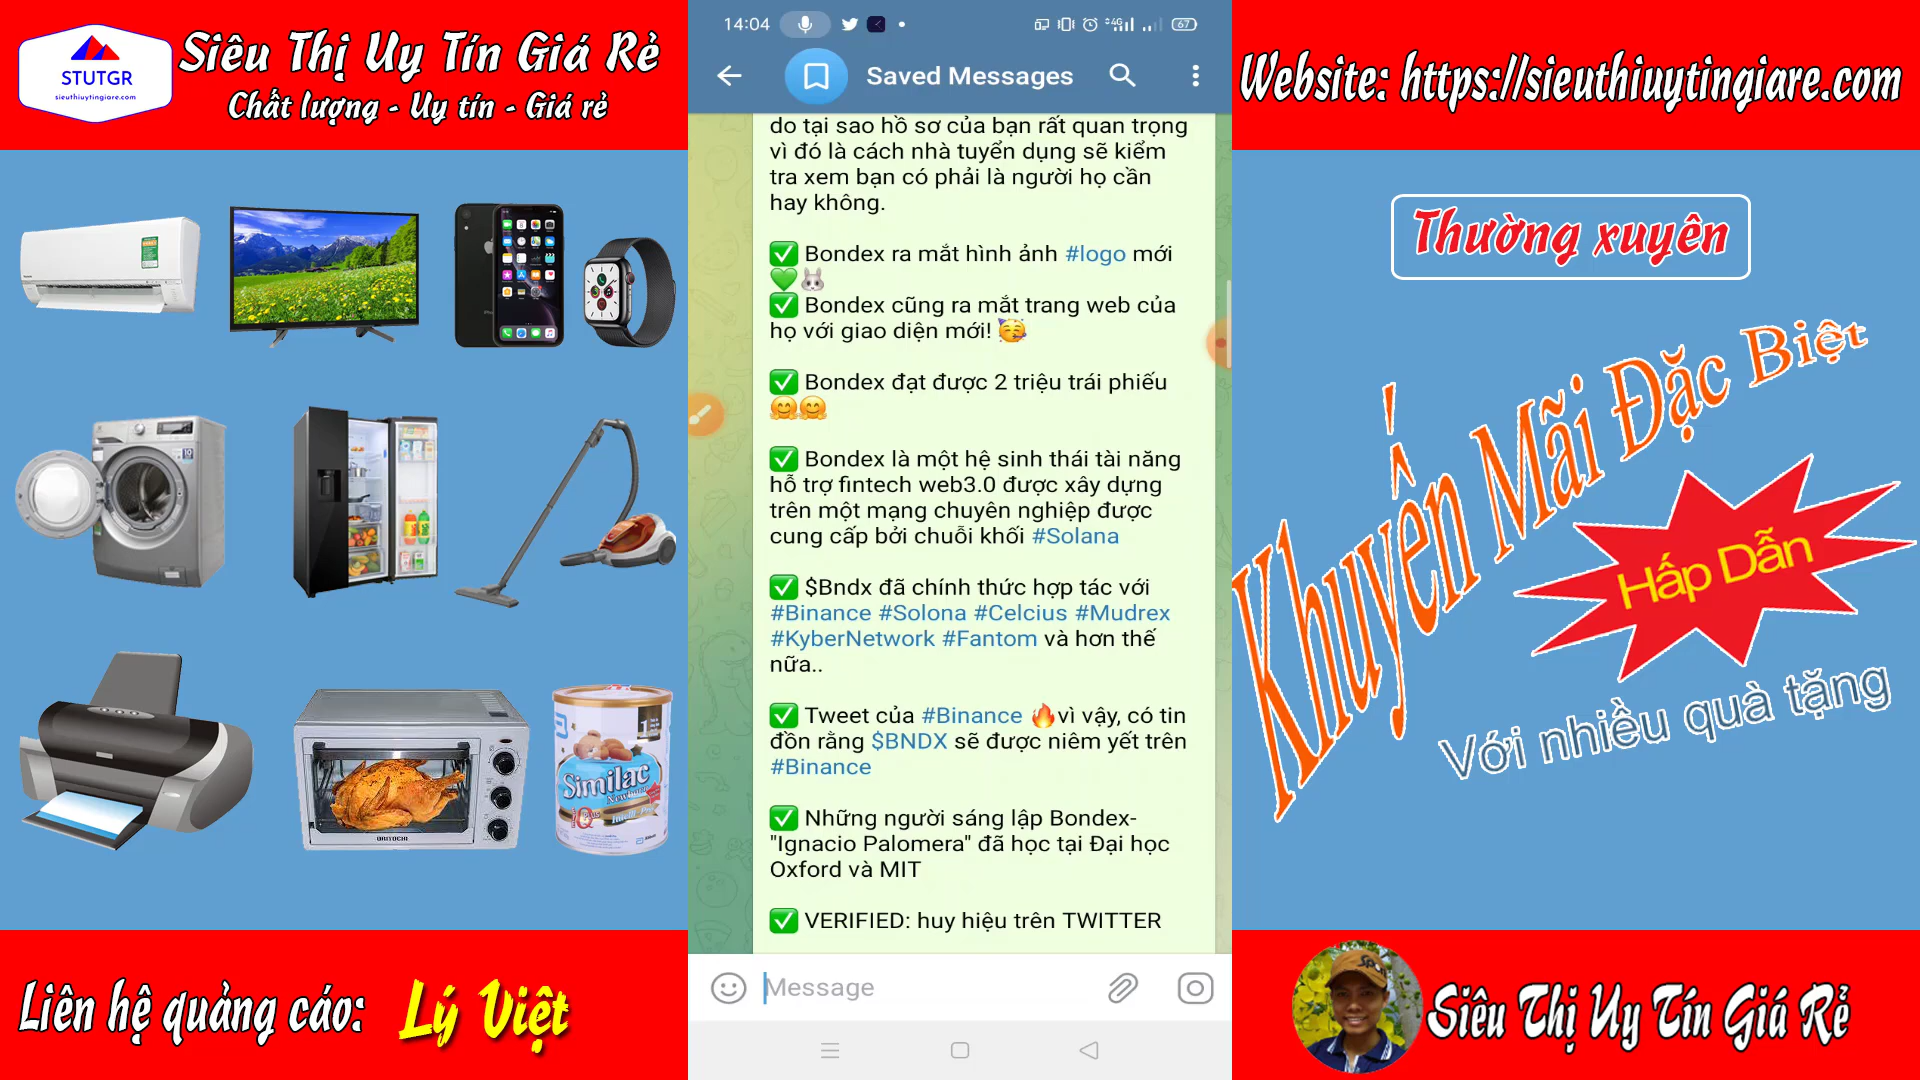 STUTGR
sieuthiuytingiare.com
Siêu Thị Uy Tín Giá Rẻ
Chất lượng - Uy tín - Giá rẻ
14:04
4G
67
Saved Messages
Website: https://sieuthiuytingiare.com
do tại sao hồ sơ của bạn rất quan trọng
vì đó là cách nhà tuyển dụng sẽ kiểm
tra xem bạn có phải là người họ cần
hay không.
✅ Bondex ra mắt hình ảnh #logo mới
💚🐰
✅ Bondex cũng ra mắt trang web của
họ với giao diện mới! 🥳
✅ Bondex đạt được 2 triệu trái phiếu
🤗🤗
✅ Bondex là một hệ sinh thái tài năng
hỗ trợ fintech web3.0 được xây dựng
trên một mạng chuyên nghiệp được
cung cấp bởi chuỗi khối #Solana
✅ $Bndx đã chính thức hợp tác với
#Binance #Solona #Celcius #Mudrex
#KyberNetwork #Fantom và hơn thế
nữa..
✅ Tweet của #Binance 🔥vì vậy, có tin
đồn rằng $BNDX sẽ được niêm yết trên
#Binance
✅ Những người sáng lập Bondex-
"Ignacio Palomera" đã học tại Đại học
Oxford và MIT
✅ VERIFIED: huy hiệu trên TWITTER
Message
Thường xuyên
Khuyến Mãi Đặc Biệt !
Hấp Dẫn
Với nhiều quà tặng
Similac
Newborn
IQ
1
Liên hệ quảng cáo: Lý Việt
Siêu Thị Uy Tín Giá Rẻ